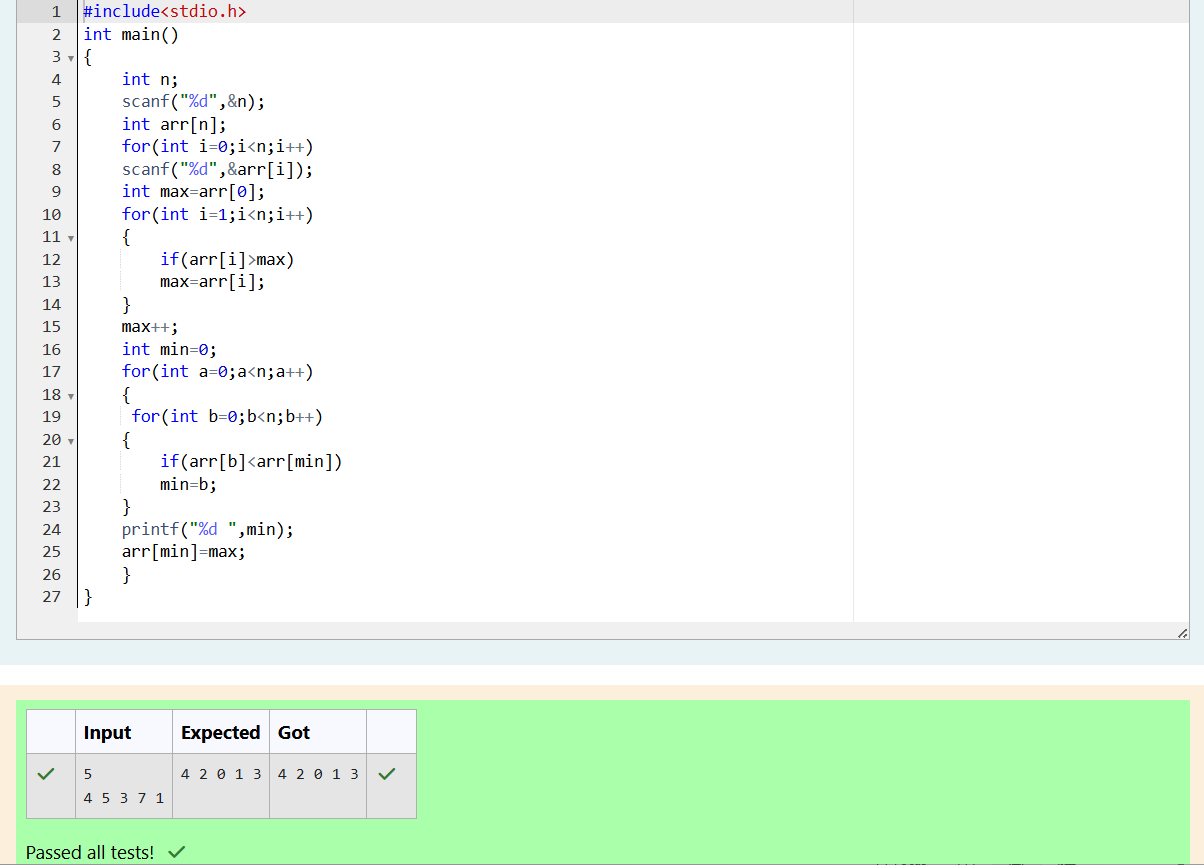 1 #include<stdio.h>
2 int main()
3 {
4 int n;
5 scanf("%d",&n);
6 int arr[n];
7 for(int i=0;i<n;i++)
8 scanf("%d",&arr[i]);
9 int max=arr[0];
10 for(int i=1;i<n;i++)
11 {
12 if(arr[i]>max)
13 max=arr[i];
14 }
15 max++;
16 int min=0;
17 for(int a=0;a<n;a++)
18 {
19 for(int b=0;b<n;b++)
20 {
21 if(arr[b]<arr[min])
22 min=b;
23 }
24 printf("%d ",min);
25 arr[min]=max;
26 }
27 }
Input Expected Got
5 4 2 0 1 3 4 2 0 1 3
4 5 3 7 1
Passed all tests!